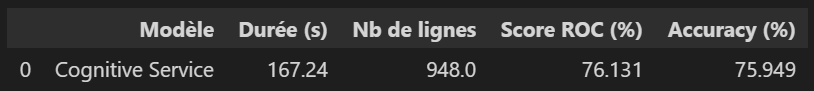 Modèle Durée (s) Nb de lignes Score ROC (%) Accuracy (%)
0 Cognitive Service 167.24 948.0 76.131 75.949